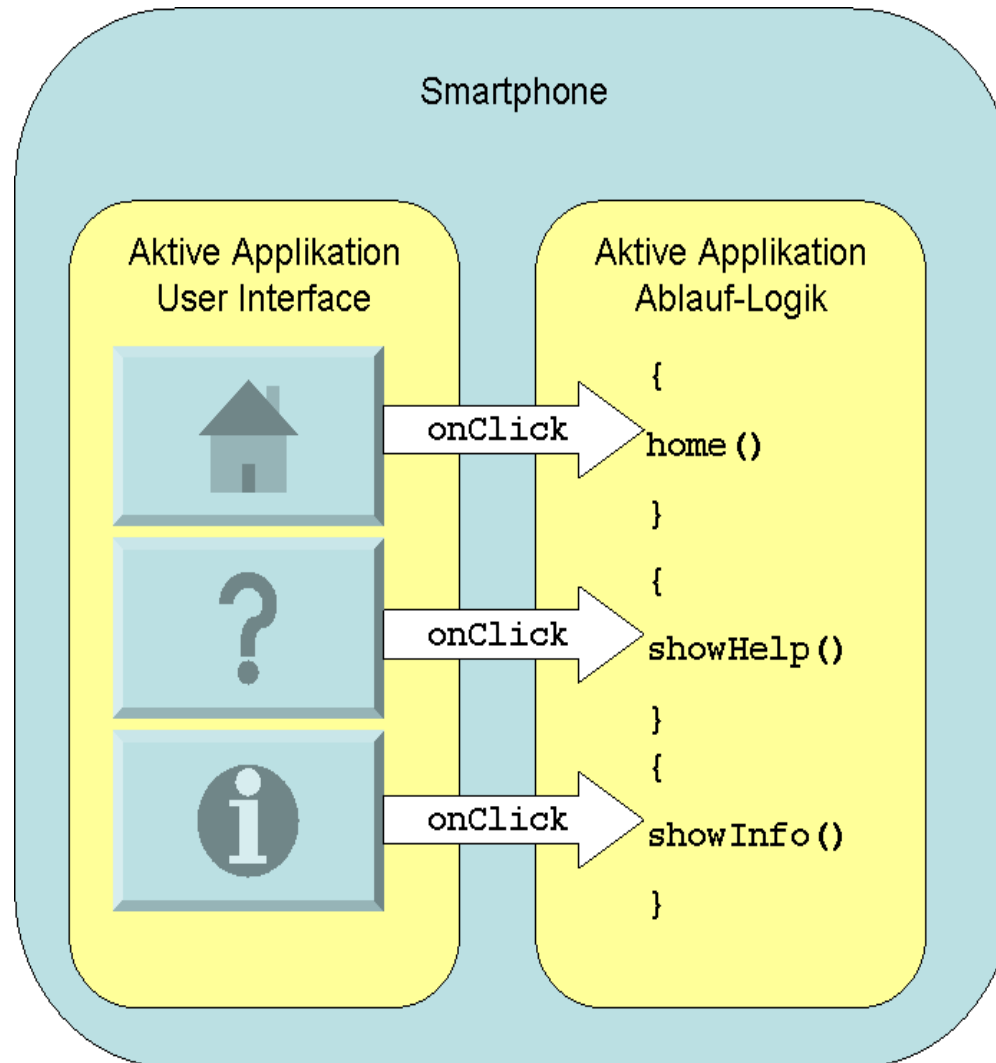 Smartphone
Aktive Applikation
User Interface
Aktive Applikation
Ablauf-Logik
onClick
{
home()
}
onClick
{
showHelp()
}
onClick
{
showInfo()
}